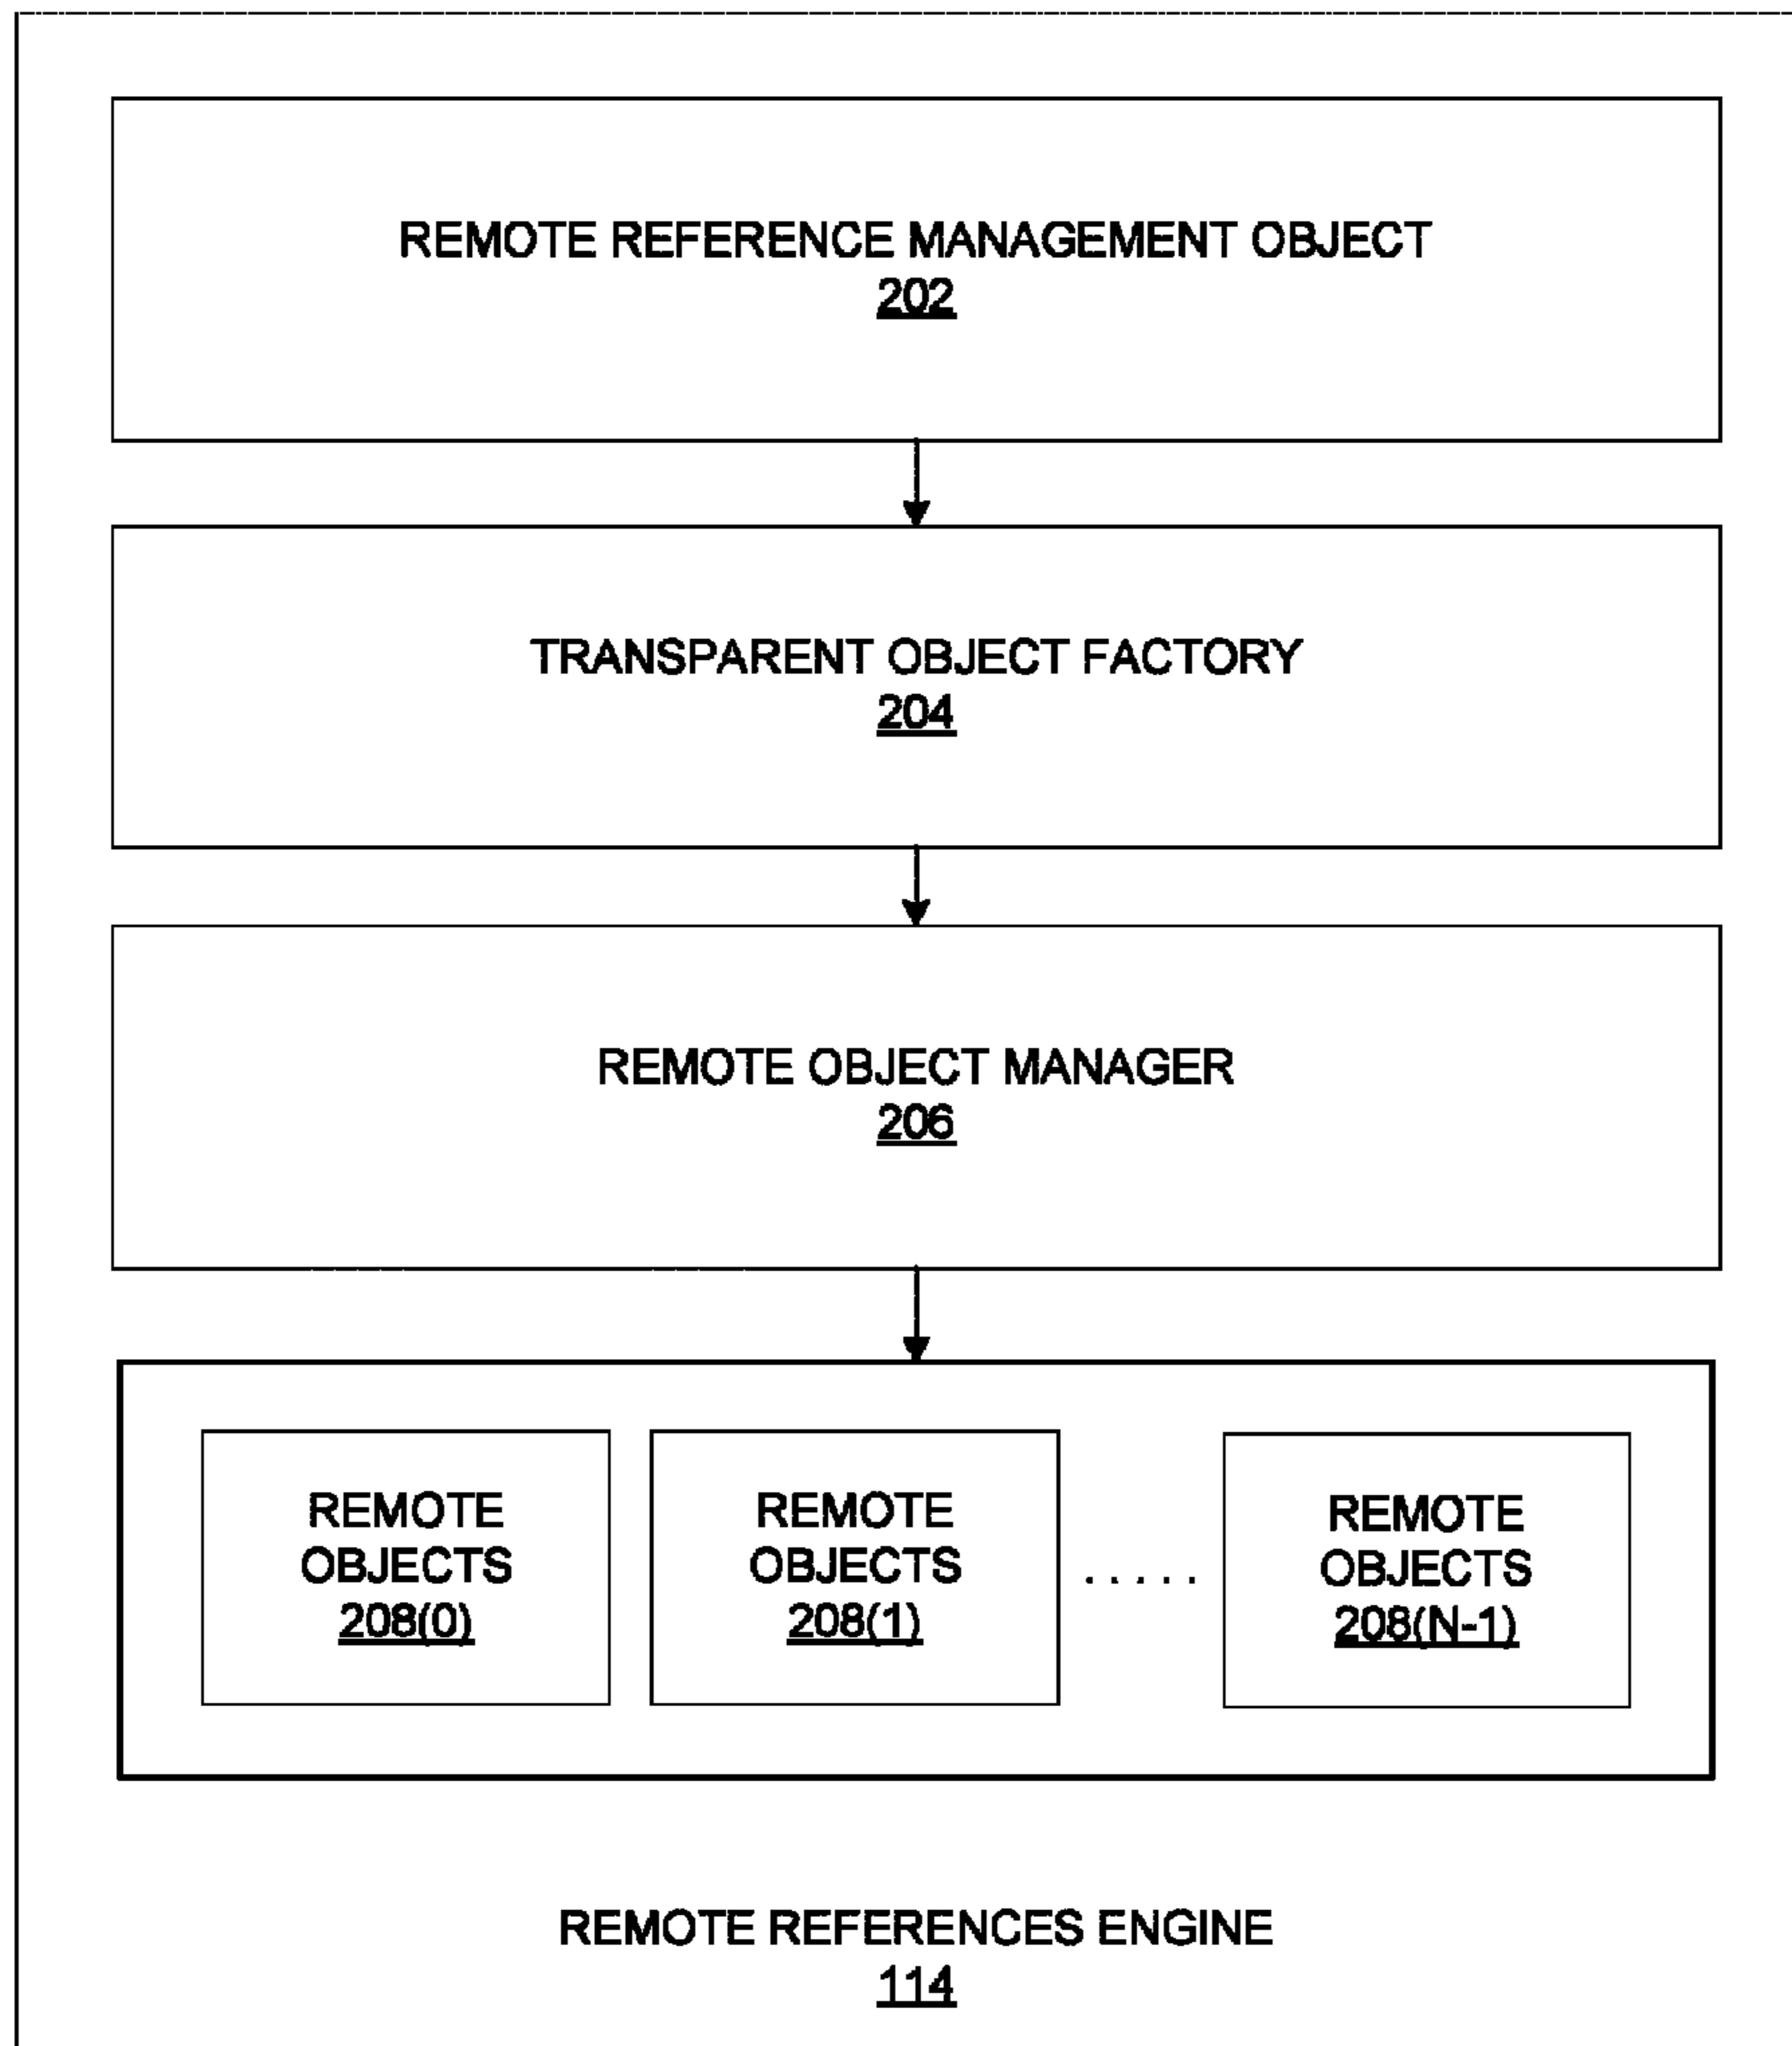 REMOTE REFERENCE MANAGEMENT OBJECT
202
TRANSPARENT OBJECT FACTORY
204
REMOTE OBJECT MANAGER
206
REMOTE
OBJECTS
208(0)
REMOTE
OBJECTS
208(1)
. . . . .
REMOTE
OBJECTS
208(N-1)
REMOTE REFERENCES ENGINE
114